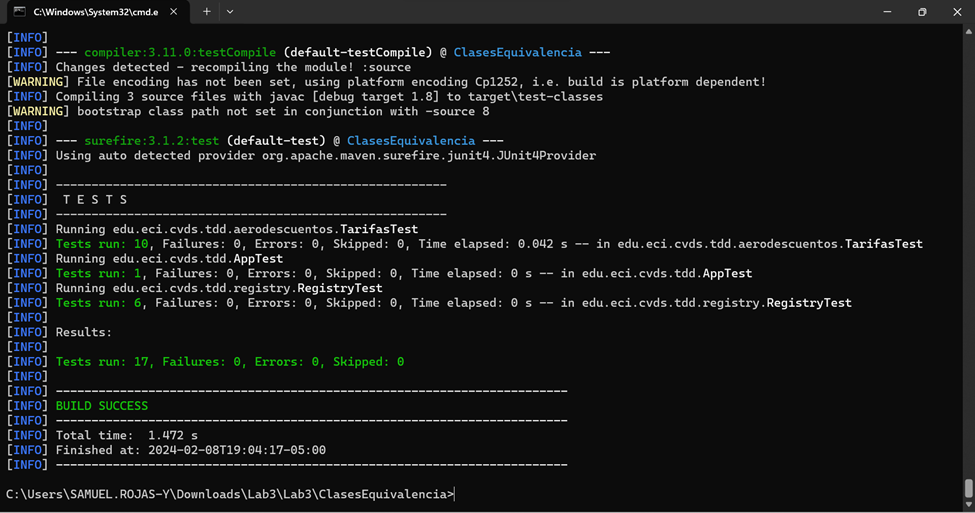 C:\Windows\System32\cmd.e
[INFO]
[INFO] --- compiler:3.11.0:testCompile (default-testCompile) @ ClasesEquivalencia ---
[INFO] Changes detected - recompiling the module! :source
[WARNING] File encoding has not been set, using platform encoding Cp1252, i.e. build is platform dependent!
[INFO] Compiling 3 source files with javac [debug target 1.8] to target\test-classes
[WARNING] bootstrap class path not set in conjunction with -source 8
[INFO]
[INFO] --- surefire:3.1.2:test (default-test) @ ClasesEquivalencia ---
[INFO] Using auto detected provider org.apache.maven.surefire.junit4.JUnit4Provider
[INFO]
[INFO] -------------------------------------------------------
[INFO]  T E S T S
[INFO] -------------------------------------------------------
[INFO] Running edu.eci.cvds.tdd.aerodescuentos.TarifasTest
[INFO] Tests run: 10, Failures: 0, Errors: 0, Skipped: 0, Time elapsed: 0.042 s -- in edu.eci.cvds.tdd.aerodescuentos.TarifasTest
[INFO] Running edu.eci.cvds.tdd.AppTest
[INFO] Tests run: 1, Failures: 0, Errors: 0, Skipped: 0, Time elapsed: 0 s -- in edu.eci.cvds.tdd.AppTest
[INFO] Running edu.eci.cvds.tdd.registry.RegistryTest
[INFO] Tests run: 6, Failures: 0, Errors: 0, Skipped: 0, Time elapsed: 0 s -- in edu.eci.cvds.tdd.registry.RegistryTest
[INFO]
[INFO] Results:
[INFO]
[INFO] Tests run: 17, Failures: 0, Errors: 0, Skipped: 0
[INFO]
[INFO] ------------------------------------------------------------------------
[INFO] BUILD SUCCESS
[INFO] ------------------------------------------------------------------------
[INFO] Total time:  1.472 s
[INFO] Finished at: 2024-02-08T19:04:17-05:00
[INFO] ------------------------------------------------------------------------
C:\Users\SAMUEL.ROJAS-Y\Downloads\Lab3\Lab3\ClasesEquivalencia>